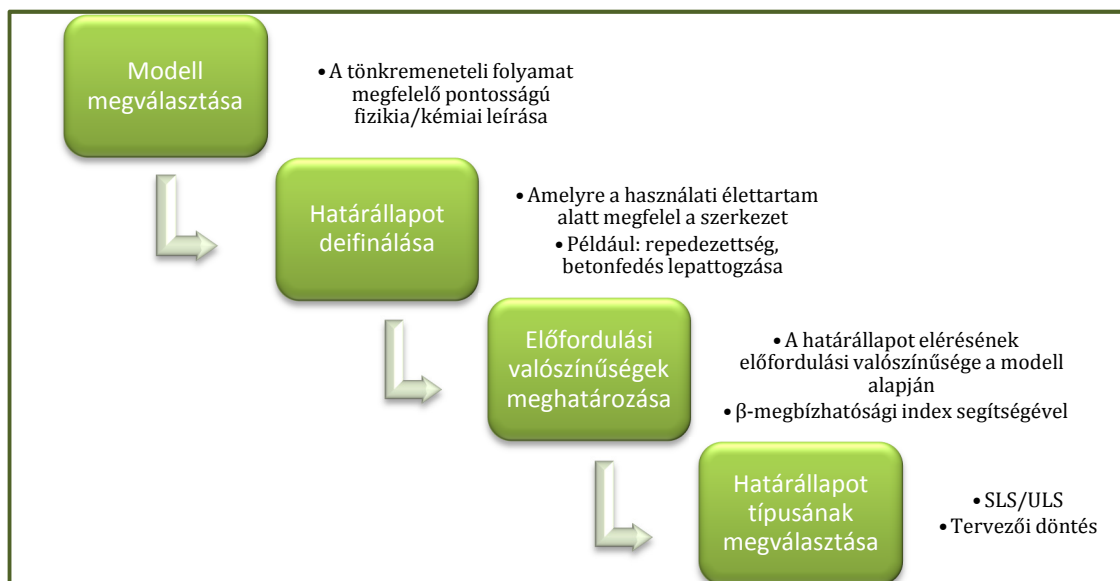 Modell
megválasztása
• A tönkremeneteli folyamat
megfelelő pontosságú
fizikia/kémiai leírása
Határállapot
deifinálása
• Amelyre a használati élettartam
alatt megfelel a szerkezet
• Például: repedezettség,
betonfedés lepattogzása
Előfordulási
valószínűségek
meghatározása
• A határállapot elérésének
előfordulási valószínűsége a modell
alapján
• β-megbízhatósági index segítségével
Határállapot
típusának
megválasztása
• SLS/ULS
• Tervezői döntés